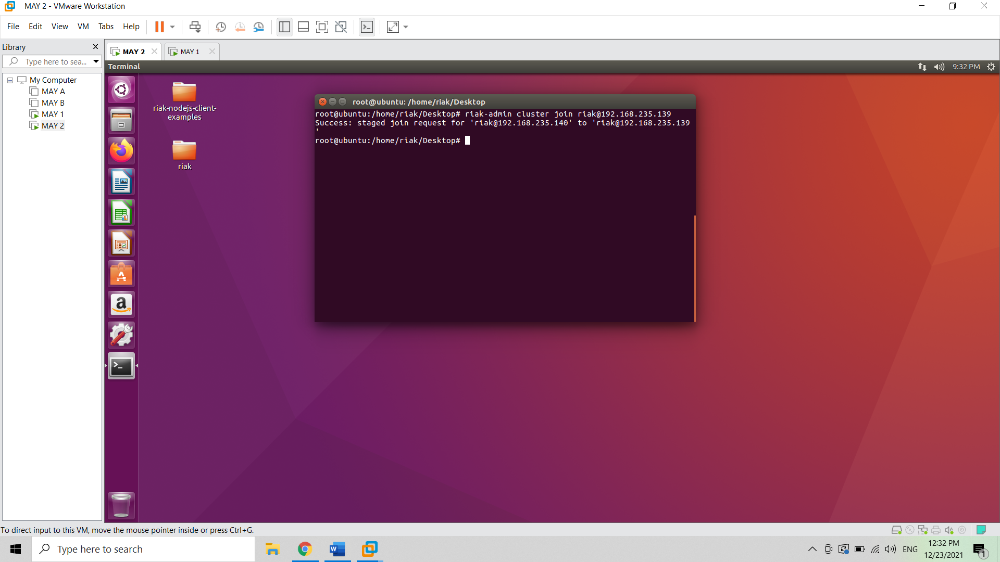 MAY 2 - VMware Workstation
File Edit View VM Tabs Help
Library
Type here to sea...
My Computer
MAY A
MAY B
MAY 1
MAY 2
MAY 2
MAY 1
Terminal
9:32 PM
riak-nodejs-client-
examples
riak
root@ubuntu: /home/riak/Desktop
root@ubuntu:/home/riak/Desktop# riak-admin cluster join riak@192.168.235.139
Success: staged join request for 'riak@192.168.235.140' to 'riak@192.168.235.139
'
root@ubuntu:/home/riak/Desktop#
To direct input to this VM, move the mouse pointer inside or press Ctrl+G.
Type here to search
ENG
12:32 PM
12/23/2021
1